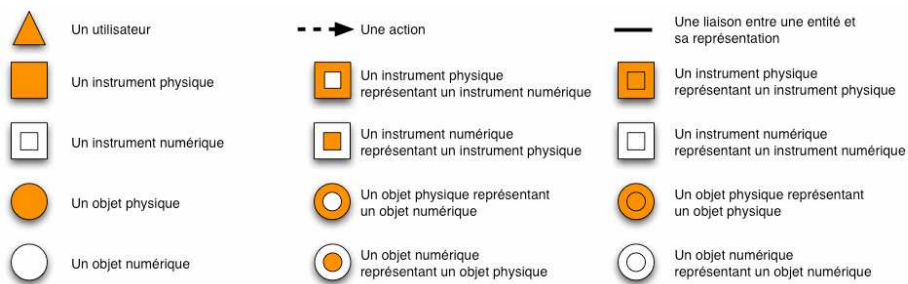 Un utilisateur
Une action
Une liaison entre une entité et
sa représentation
Un instrument physique
Un instrument physique
représentant un instrument numérique
Un instrument physique
représentant un instrument physique
Un instrument numérique
Un instrument numérique
représentant un instrument physique
Un instrument numérique
représentant un instrument numérique
Un objet physique
Un objet physique représentant
un objet numérique
Un objet physique représentant
un objet physique
Un objet numérique
Un objet numérique
représentant un objet physique
Un objet numérique
représentant un objet numérique